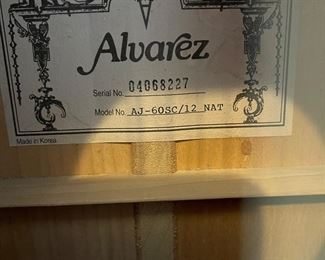 Alvarez
Serial No. 04068227
Model No. AJ-60SC/12 NAT
Made in Korea